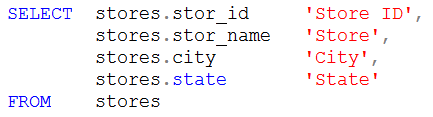 SELECT  stores.stor_id     'Store ID',
        stores.stor_name   'Store',
        stores.city        'City',
        stores.state       'State'
FROM    stores